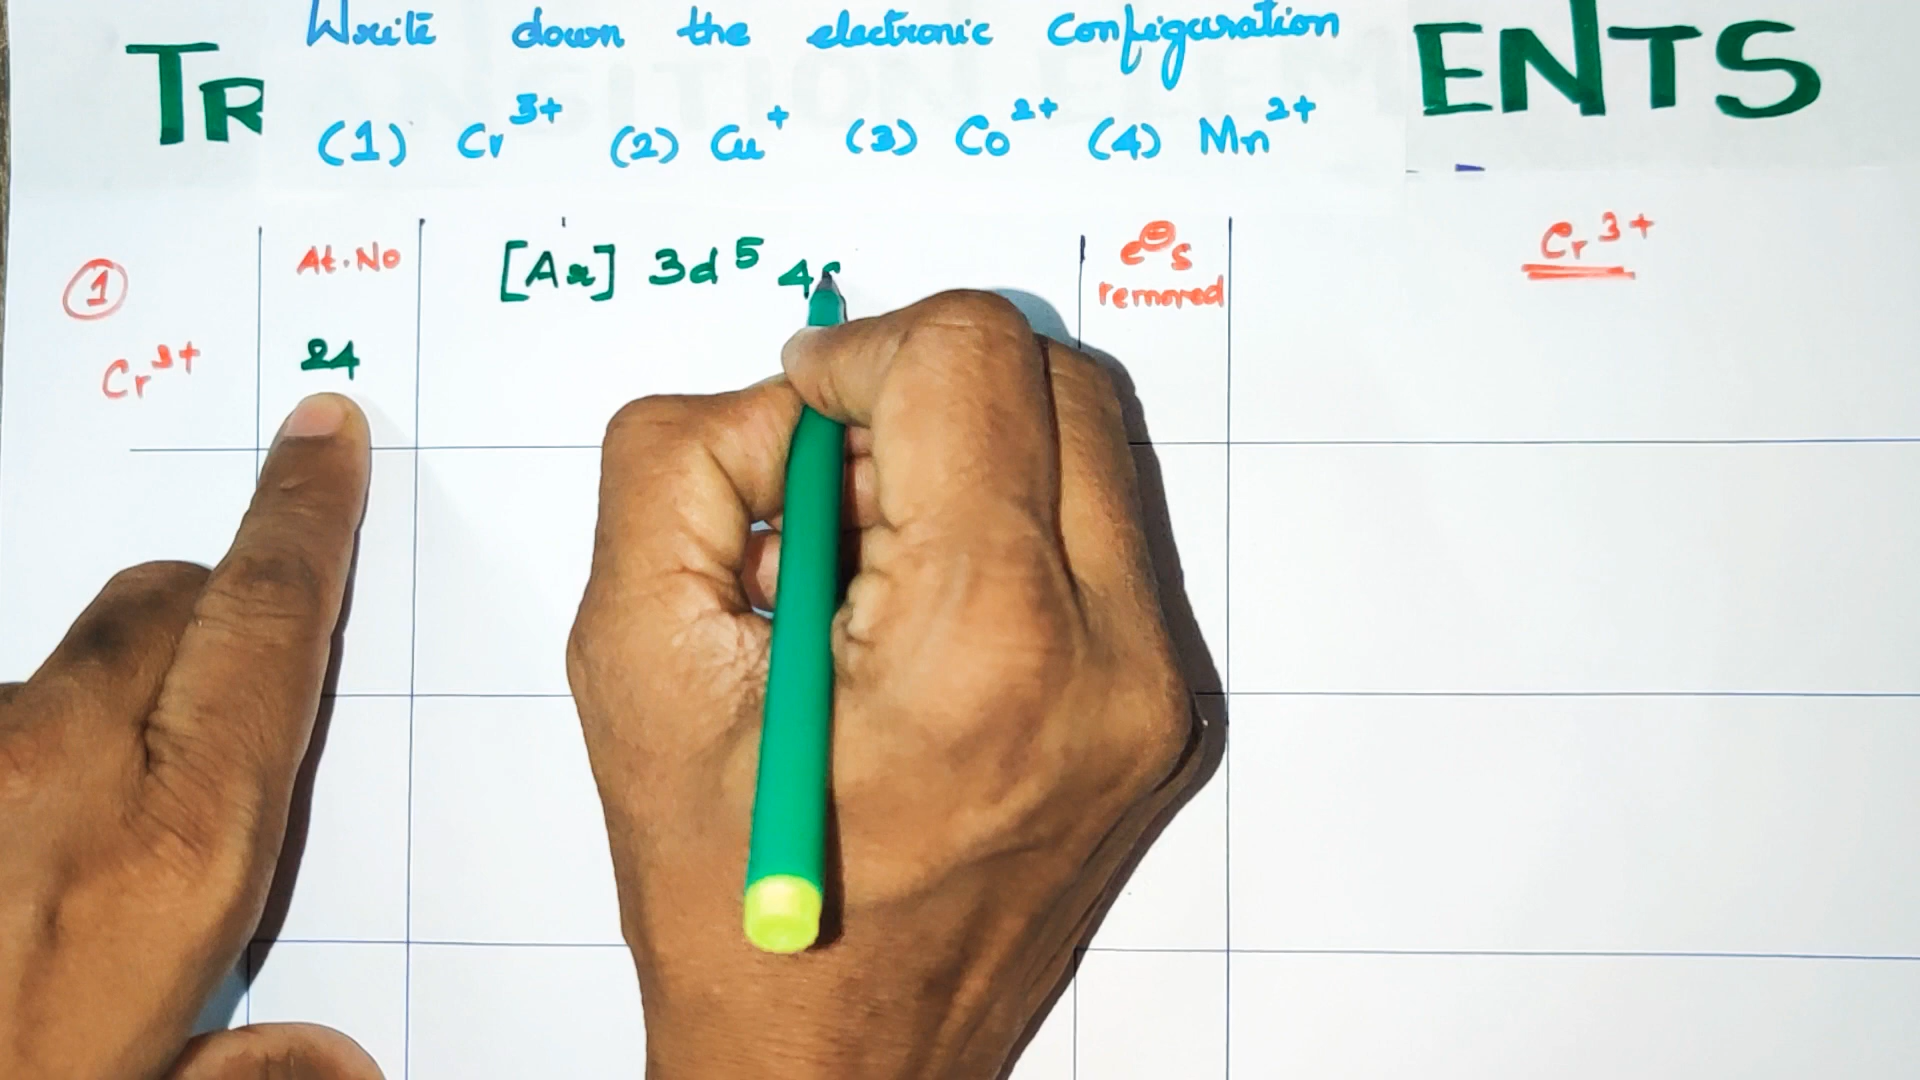 Write down the electronic configuration
TR ENTS
(1) Cr³⁺ (2) Cu⁺ (3) Co²⁺ (4) Mn²⁺
① At.No [Ar] 3d⁵ 4s e⊖s removed Cr³⁺
Cr³⁺ 24